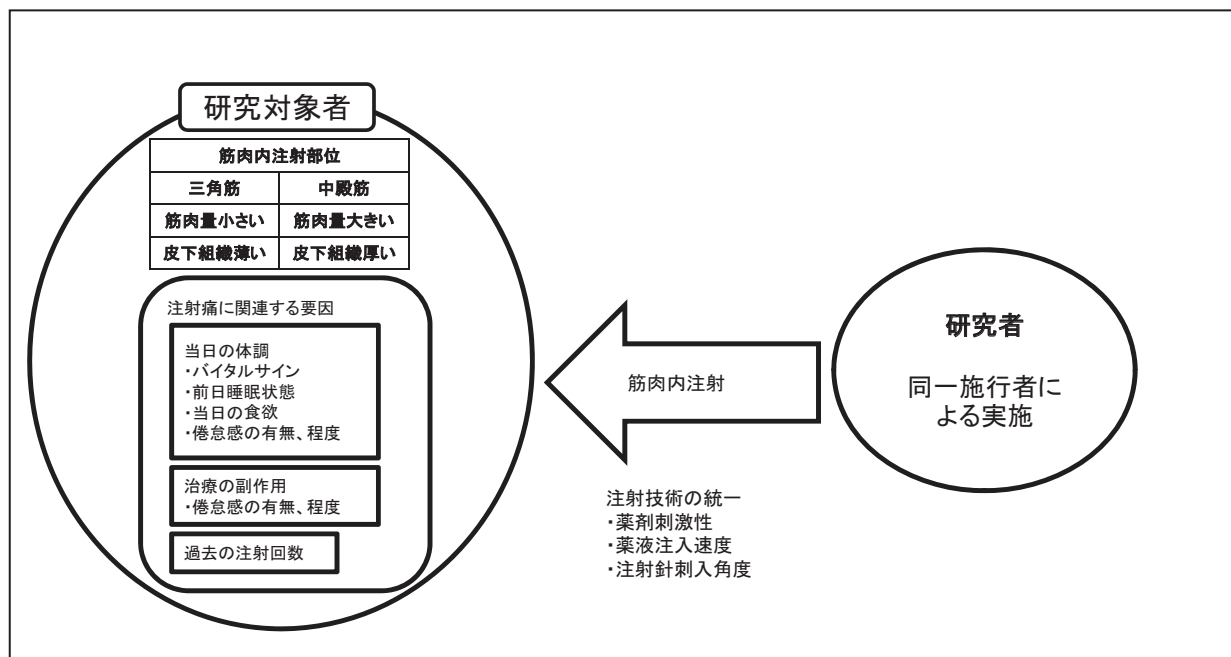 研究対象者
筋肉内注射部位
三角筋 中殿筋
筋肉量小さい 筋肉量大きい
皮下組織薄い 皮下組織厚い
注射痛に関連する要因
当日の体調
・バイタルサイン
・前日睡眠状態
・当日の食欲
・倦怠感の有無、程度
治療の副作用
・倦怠感の有無、程度
過去の注射回数
筋肉内注射
注射技術の統一
・薬剤刺激性
・薬液注入速度
・注射針刺入角度
研究者
同一施行者に
よる実施